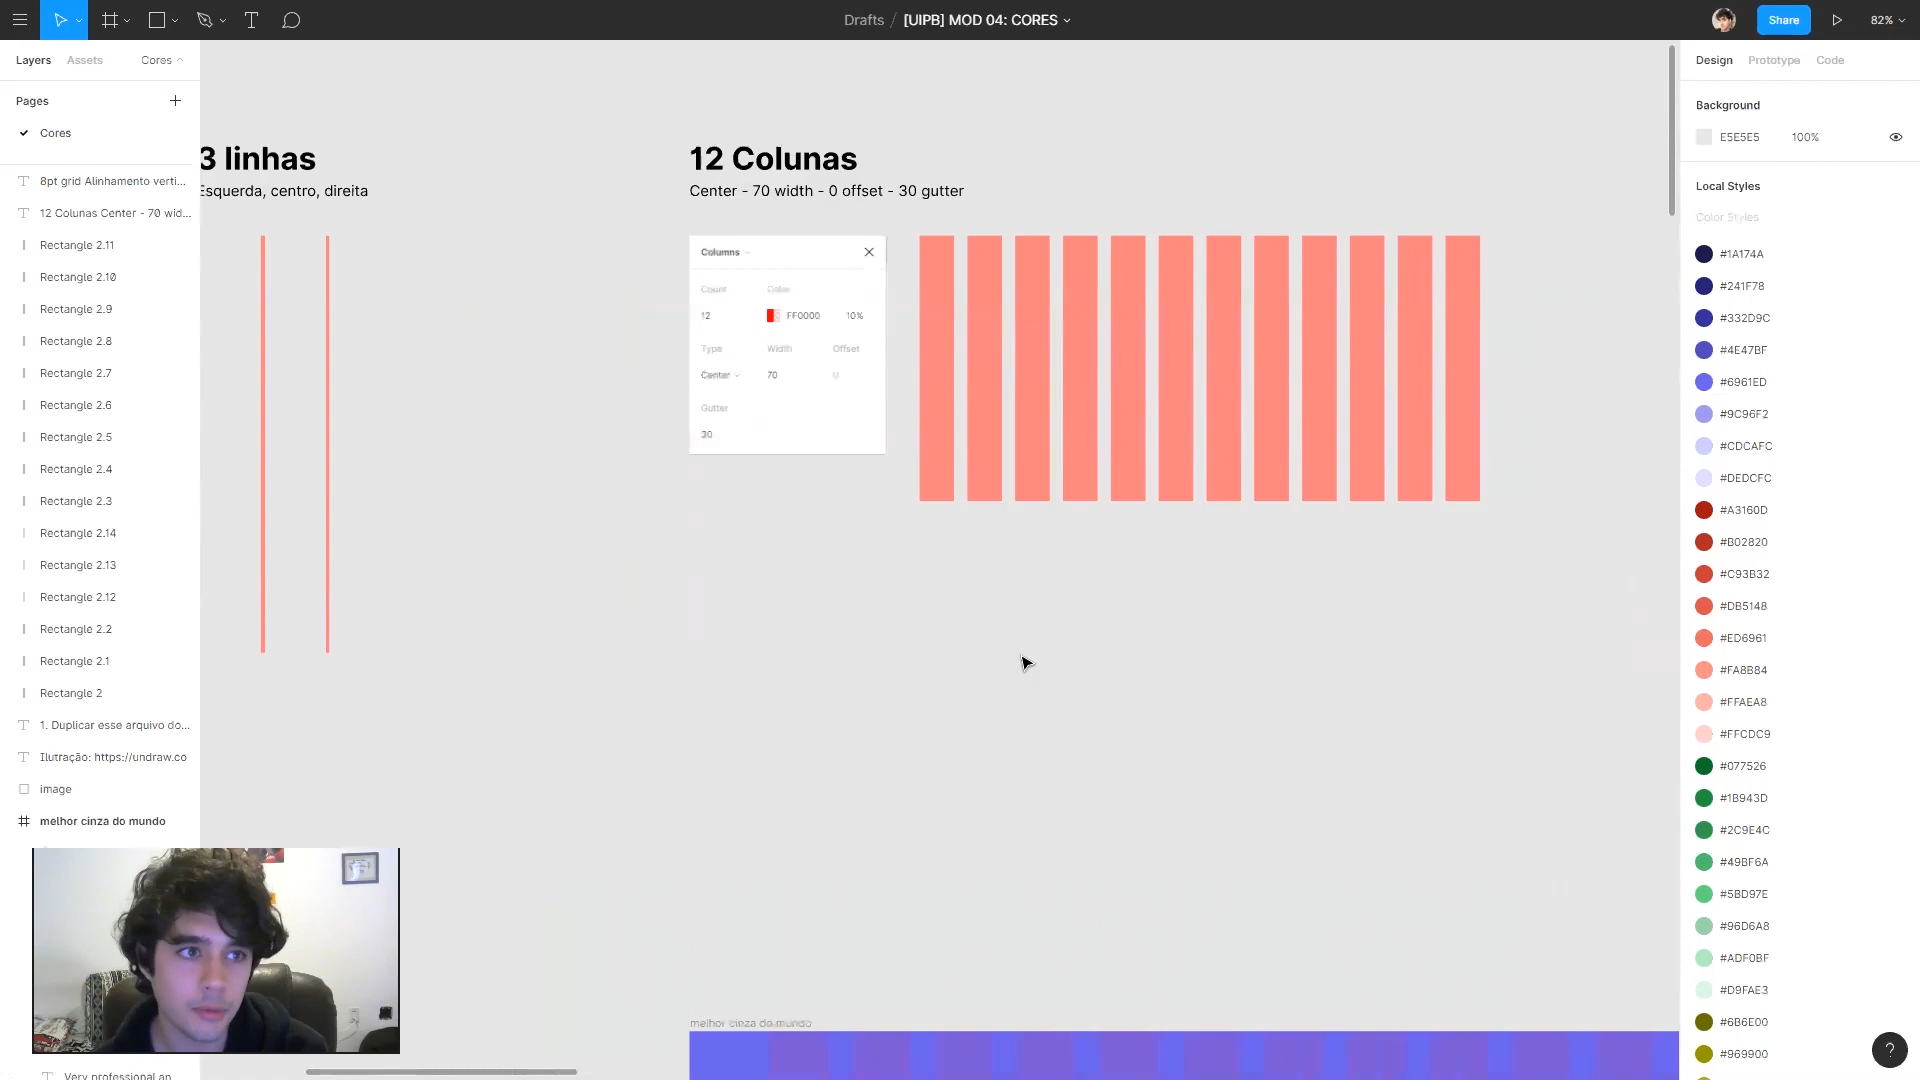 Drafts / [UIPB] MOD 04: CORES
Share
82%
Layers
Assets
Cores
Pages
Cores
8pt grid Alinhamento verti...
12 Colunas Center - 70 wid...
Rectangle 2.11
Rectangle 2.10
Rectangle 2.9
Rectangle 2.8
Rectangle 2.7
Rectangle 2.6
Rectangle 2.5
Rectangle 2.4
Rectangle 2.3
Rectangle 2.14
Rectangle 2.13
Rectangle 2.12
Rectangle 2.2
Rectangle 2.1
Rectangle 2
1. Duplicar esse arquivo do...
Ilutração: https://undraw.co
image
melhor cinza do mundo
Very professional an
3 linhas
Esquerda, centro, direita
12 Colunas
Center - 70 width - 0 offset - 30 gutter
Columns
Count
Color
12
FF0000
10%
Type
Width
Offset
Center
70
0
Gutter
30
melhor cinza do mundo
Design
Prototype
Code
Background
E5E5E5
100%
Local Styles
Color Styles
#1A174A
#241F78
#332D9C
#4E47BF
#6961ED
#9C96F2
#CDCAFC
#DEDCFC
#A3160D
#B02820
#C93B32
#DB5148
#ED6961
#FA8B84
#FFAEA8
#FFCDC9
#077526
#1B943D
#2C9E4C
#49BF6A
#5BD97E
#96D6A8
#ADF0BF
#D9FAE3
#6B6E00
#969900
?